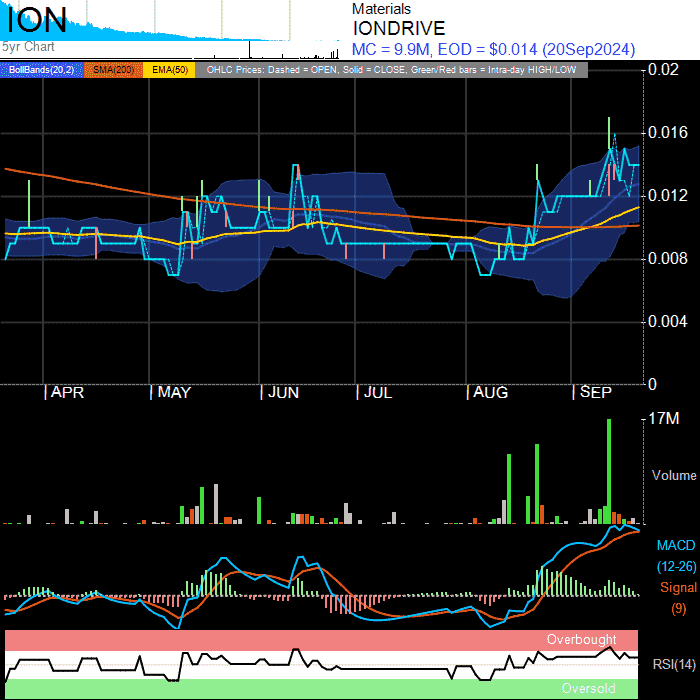 ION
5yr Chart
Materials
IONDRIVE
MC = 9.9M, EOD = $0.014 (20Sep2024)
BollBands(20,2) SMA(200) EMA(50) OHLC Prices: Dashed = OPEN, Solid = CLOSE, Green/Red bars = Intra-day HIGH/LOW
0.02
0.016
0.012
0.008
0.004
0
| APR | MAY | JUN | JUL | AUG | SEP
17M
Volume
MACD
(12-26)
Signal
(9)
Overbought
RSI(14)
Oversold